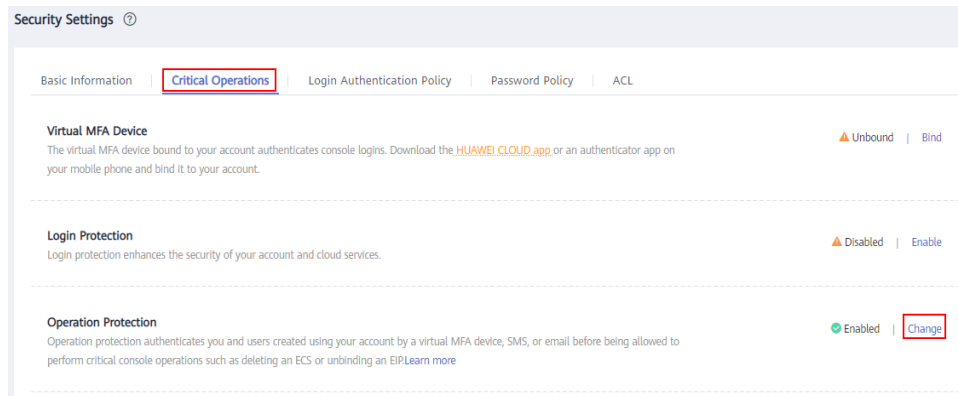 Security Settings ?
Basic Information | Critical Operations | Login Authentication Policy | Password Policy | ACL
Virtual MFA Device
The virtual MFA device bound to your account authenticates console logins. Download the HUAWEI CLOUD app or an authenticator app on
your mobile phone and bind it to your account.
Unbound | Bind
Login Protection
Login protection enhances the security of your account and cloud services.
Disabled | Enable
Operation Protection
Operation protection authenticates you and users created using your account by a virtual MFA device, SMS, or email before being allowed to
perform critical console operations such as deleting an ECS or unbinding an EIP.Learn more
Enabled | Change